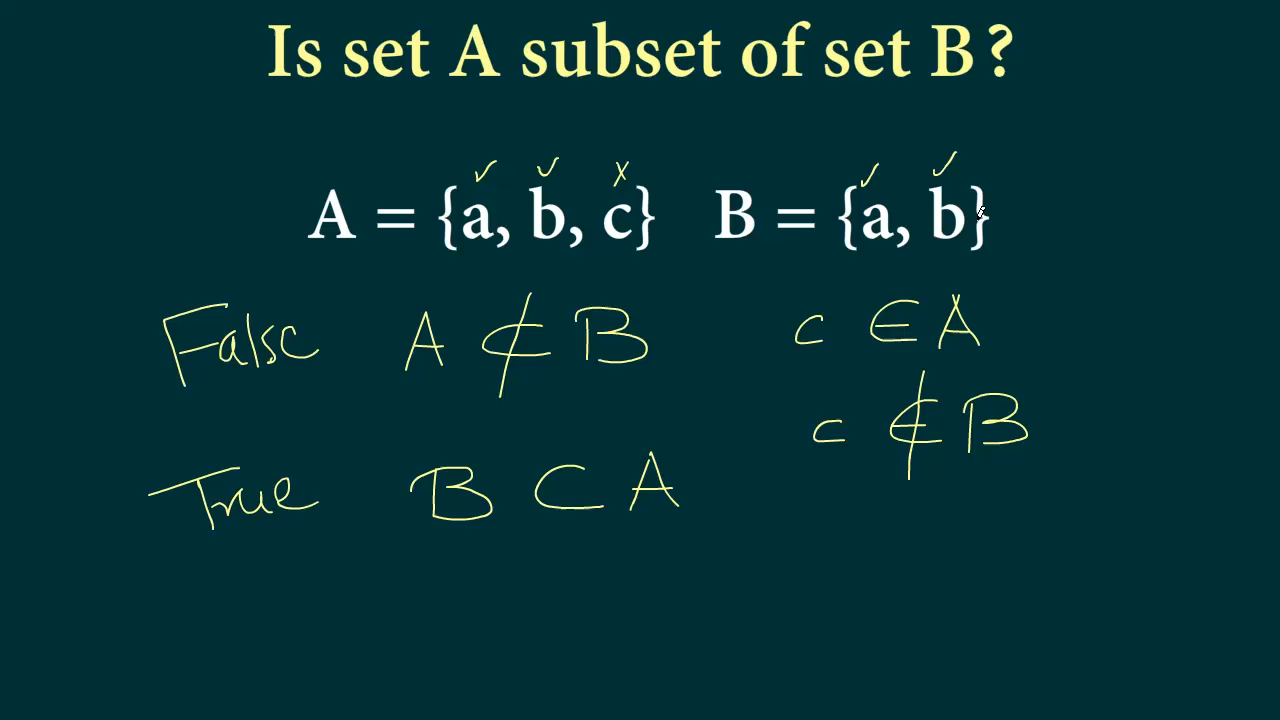 Is set A subset of set B?
A = {a, b, c} B = {a, b}
False A ⊄ B c ∈ A
c ∉ B
True B ⊂ A